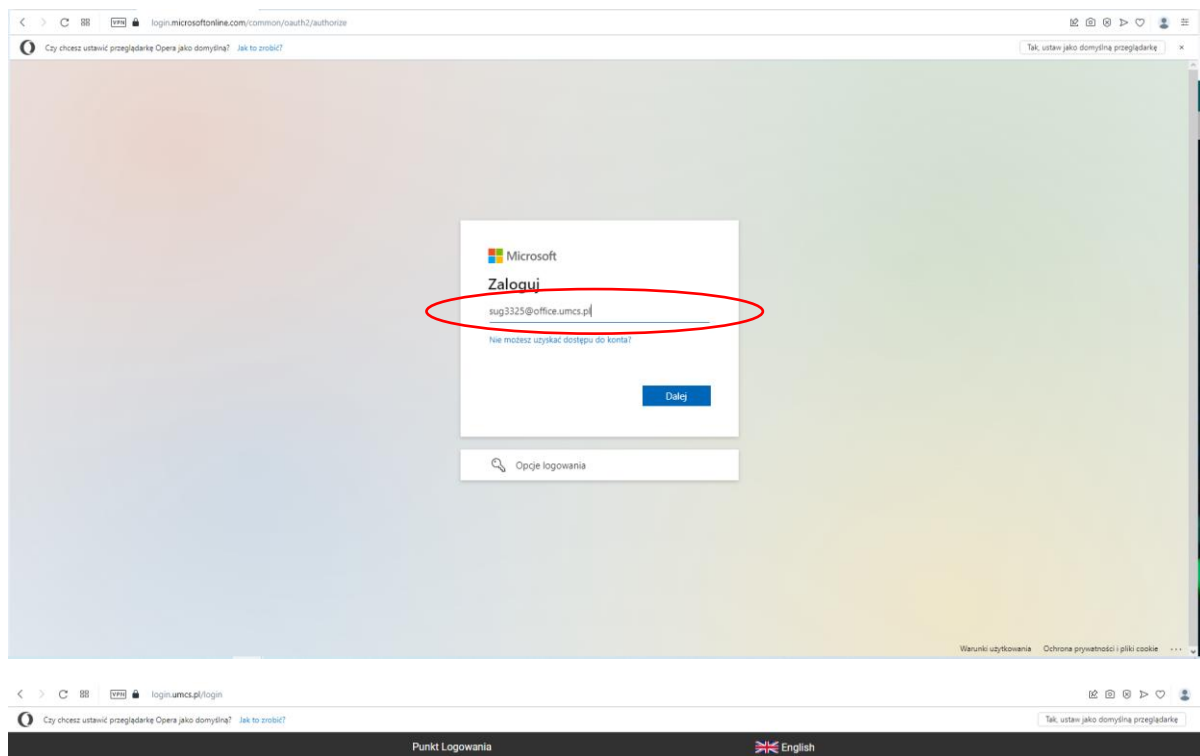 VPN login.microsoftonline.com/common/oauth2/authorize
Czy chcesz ustawić przeglądarkę Opera jako domyślną? Jak to zrobić? Tak, ustaw jako domyślną przeglądarkę
Microsoft
Zaloguj
sug3325@office.umcs.pl
Nie możesz uzyskać dostępu do konta?
Dalej
Opcje logowania
Warunki użytkowania Ochrona prywatności i pliki cookie ...
VPN login.umcs.pl/login
Czy chcesz ustawić przeglądarkę Opera jako domyślną? Jak to zrobić? Tak, ustaw jako domyślną przeglądarkę
Punkt Logowania English